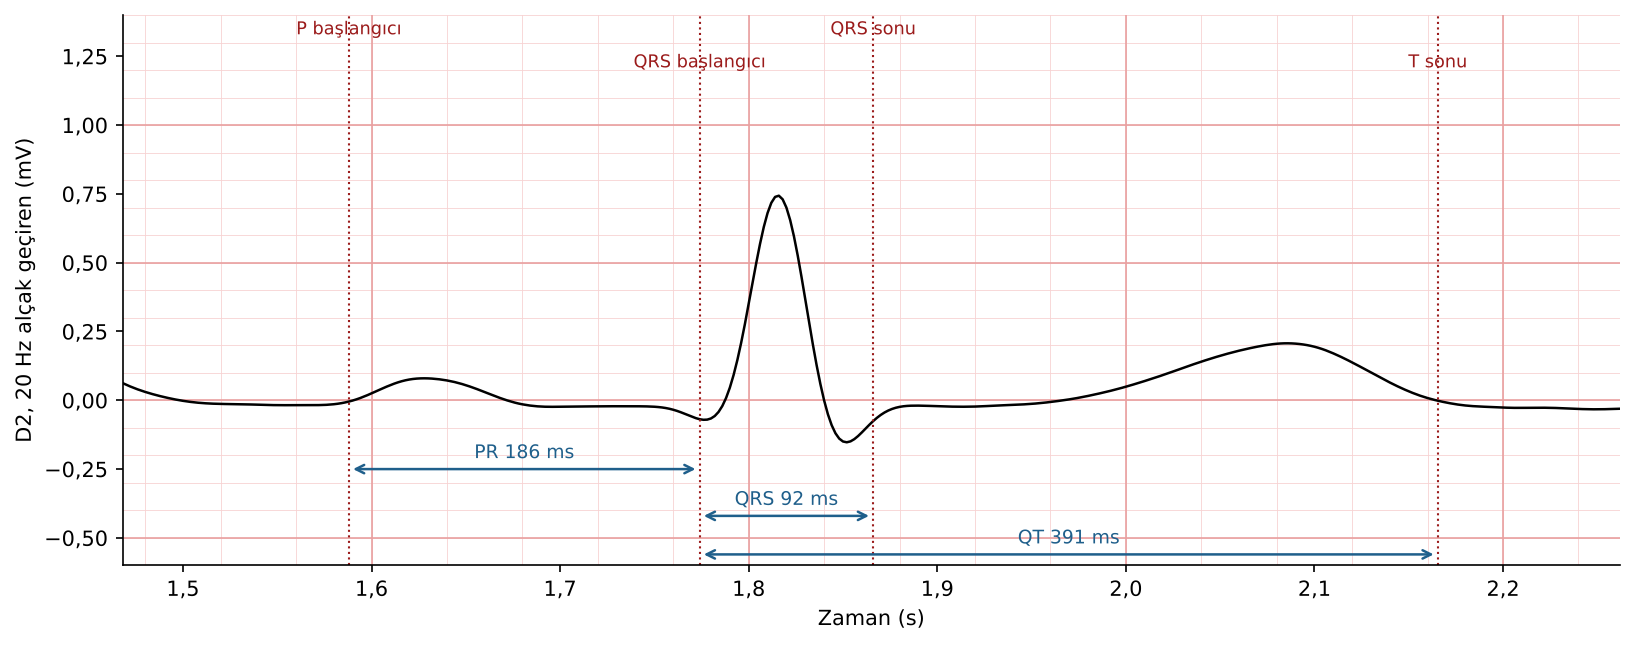 P başlangıcı
QRS sonu
QRS başlangıcı
T sonu
1,25
1,00
0,75
0,50
0,25
0,00
−0,25
−0,50
D2, 20 Hz alçak geçiren (mV)
PR 186 ms
QRS 92 ms
QT 391 ms
1,5 1,6 1,7 1,8 1,9 2,0 2,1 2,2
Zaman (s)